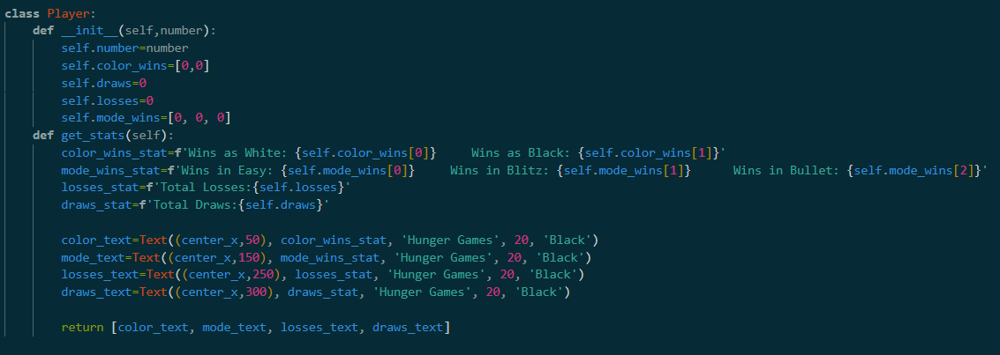 class Player:
    def __init__(self,number):
        self.number=number
        self.color_wins=[0,0]
        self.draws=0
        self.losses=0
        self.mode_wins=[0, 0, 0]
    def get_stats(self):
        color_wins_stat=f'Wins as White: {self.color_wins[0]}     Wins as Black: {self.color_wins[1]}'
        mode_wins_stat=f'Wins in Easy: {self.mode_wins[0]}     Wins in Blitz: {self.mode_wins[1]}      Wins in Bullet: {self.mode_wins[2]}'
        losses_stat=f'Total Losses:{self.losses}'
        draws_stat=f'Total Draws:{self.draws}'

        color_text=Text((center_x,50), color_wins_stat, 'Hunger Games', 20, 'Black')
        mode_text=Text((center_x,150), mode_wins_stat, 'Hunger Games', 20, 'Black')
        losses_text=Text((center_x,250), losses_stat, 'Hunger Games', 20, 'Black')
        draws_text=Text((center_x,300), draws_stat, 'Hunger Games', 20, 'Black')

        return [color_text, mode_text, losses_text, draws_text]